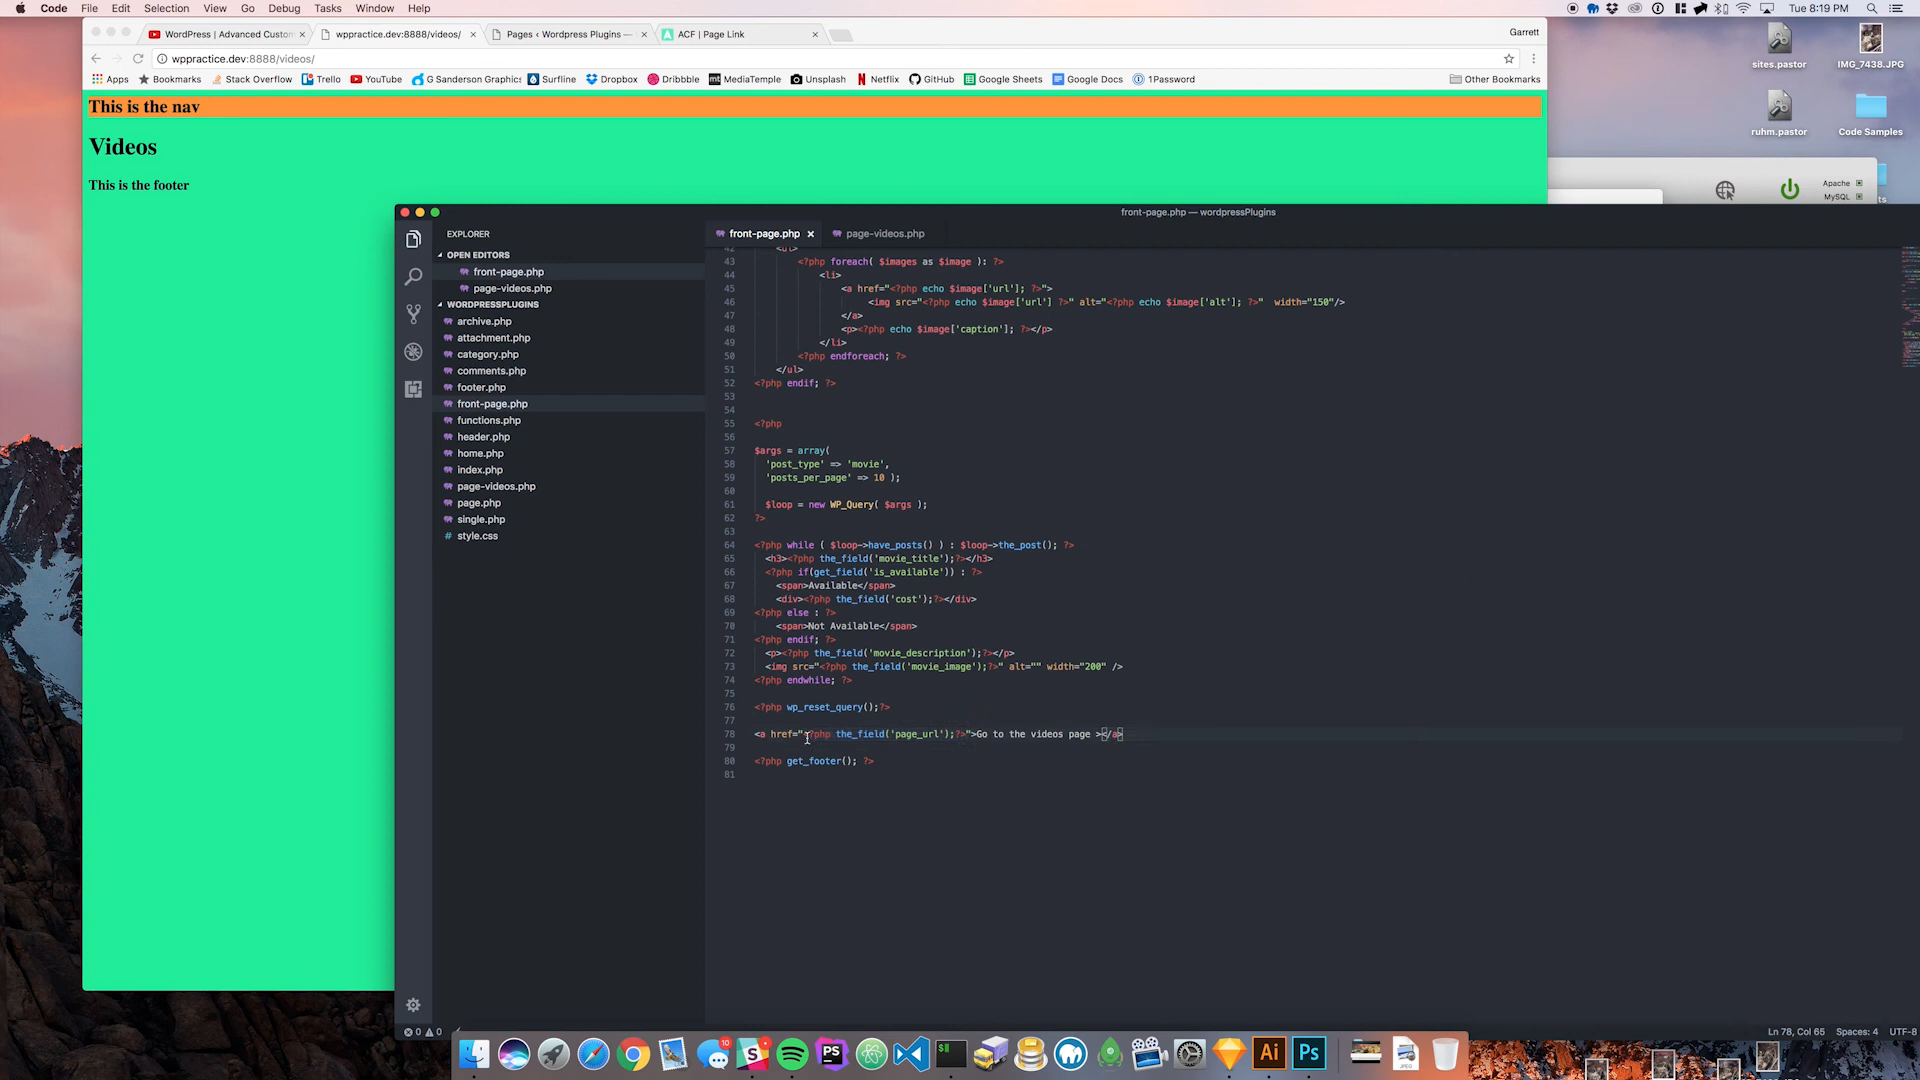 Code File Edit Selection View Go Debug Tasks Window Help
Tue 8:19 PM
WordPress | Advanced Custom
wppractice.dev:8888/videos/
Pages ‹ Wordpress Plugins —
ACF | Page Link
Garrett
wppractice.dev:8888/videos/
Apps Bookmarks Stack Overflow Trello YouTube G Sanderson Graphics Surfline Dropbox Dribbble MediaTemple Unsplash Netflix GitHub Google Sheets Google Docs 1Password Other Bookmarks
This is the nav
Videos
This is the footer
sites.pastor
IMG_7438.JPG
ruhm.pastor
Code Samples
Apache
MySQL
front-page.php — wordpressPlugins
EXPLORER
OPEN EDITORS
front-page.php
page-videos.php
WORDPRESSPLUGINS
archive.php
attachment.php
category.php
comments.php
footer.php
front-page.php
functions.php
header.php
home.php
index.php
page-videos.php
page.php
single.php
style.css
front-page.php
page-videos.php
42 <ul>
43 <?php foreach( $images as $image ): ?>
44 <li>
45 <a href="<?php echo $image['url']; ?>">
46 <img src="<?php echo $image['url'] ?>" alt="<?php echo $image['alt']; ?>" width="150"/>
47 </a>
48 <p><?php echo $image['caption']; ?></p>
49 </li>
50 <?php endforeach; ?>
51 </ul>
52 <?php endif; ?>
53
54
55 <?php
56
57 $args = array(
58 'post_type' => 'movie',
59 'posts_per_page' => 10 );
60
61 $loop = new WP_Query( $args );
62 ?>
63
64 <?php while ( $loop->have_posts() ) : $loop->the_post(); ?>
65 <h3><?php the_field('movie_title');?></h3>
66 <?php if(get_field('is_available')) : ?>
67 <span>Available</span>
68 <div><?php the_field('cost');?></div>
69 <?php else : ?>
70 <span>Not Available</span>
71 <?php endif; ?>
72 <p><?php the_field('movie_description');?></p>
73 <img src="<?php the_field('movie_image');?>" alt="" width="200" />
74 <?php endwhile; ?>
75
76 <?php wp_reset_query();?>
77
78 <a href="<?php the_field('page_url');?>">Go to the videos page ></a>
79
80 <?php get_footer(); ?>
81
0 0
Ln 78, Col 65 Spaces: 4 UTF-8
10
PS
Ai
Ps
JPEG